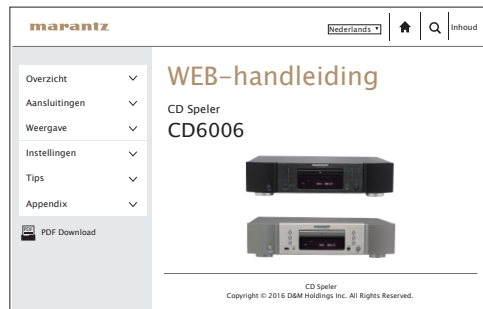 marantz
Nederlands
Inhoud
Overzicht
Aansluitingen
Weergave
Instellingen
Tips
Appendix
PDF Download
WEB-handleiding
CD Speler
CD6006
CD Speler
Copyright © 2016 D&M Holdings Inc. All Rights Reserved.